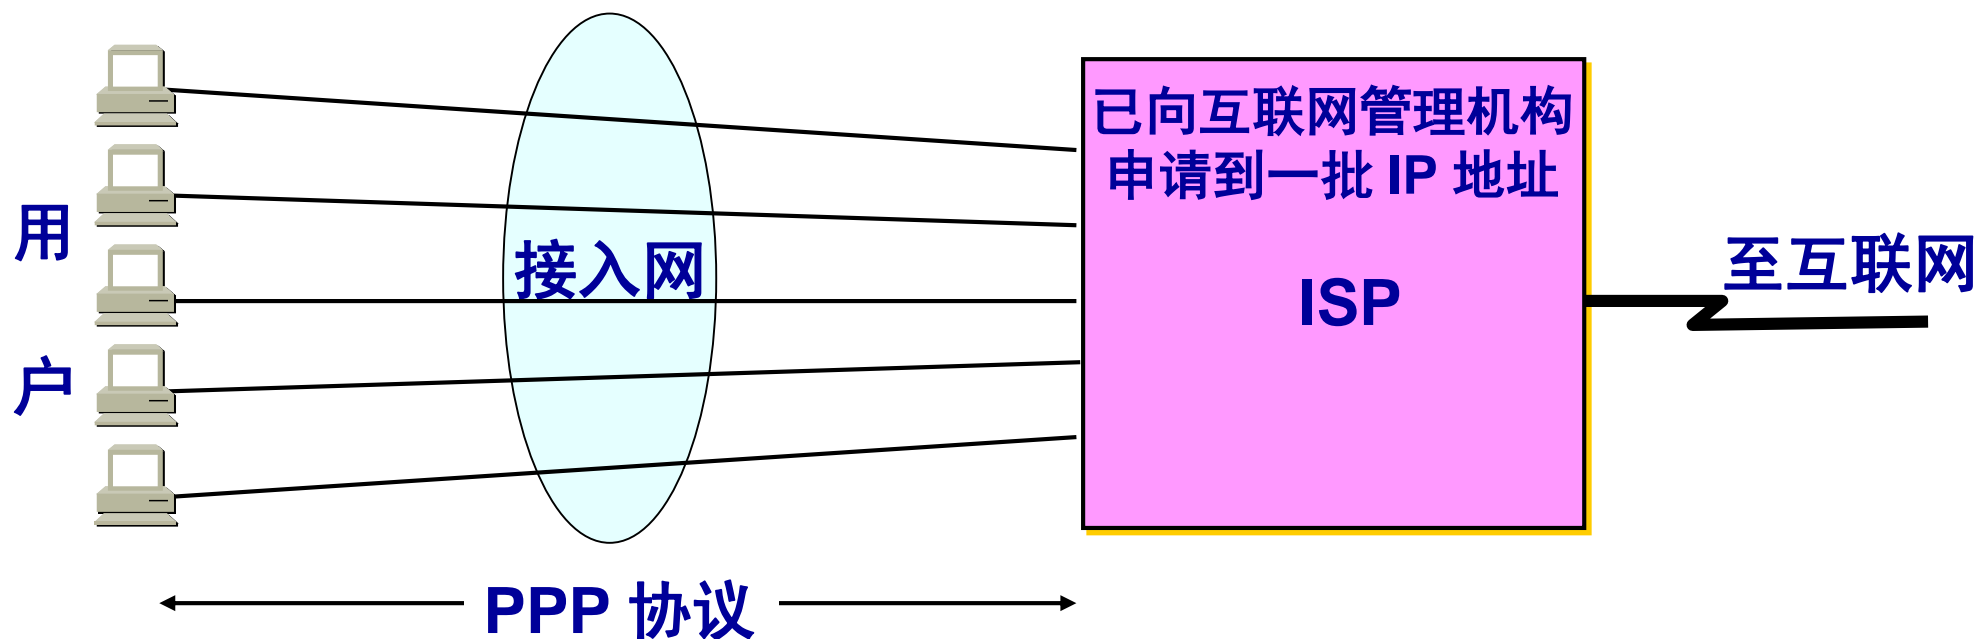 用户
接入网
已向互联网管理机构
申请到一批 IP 地址
ISP
至互联网
PPP 协议